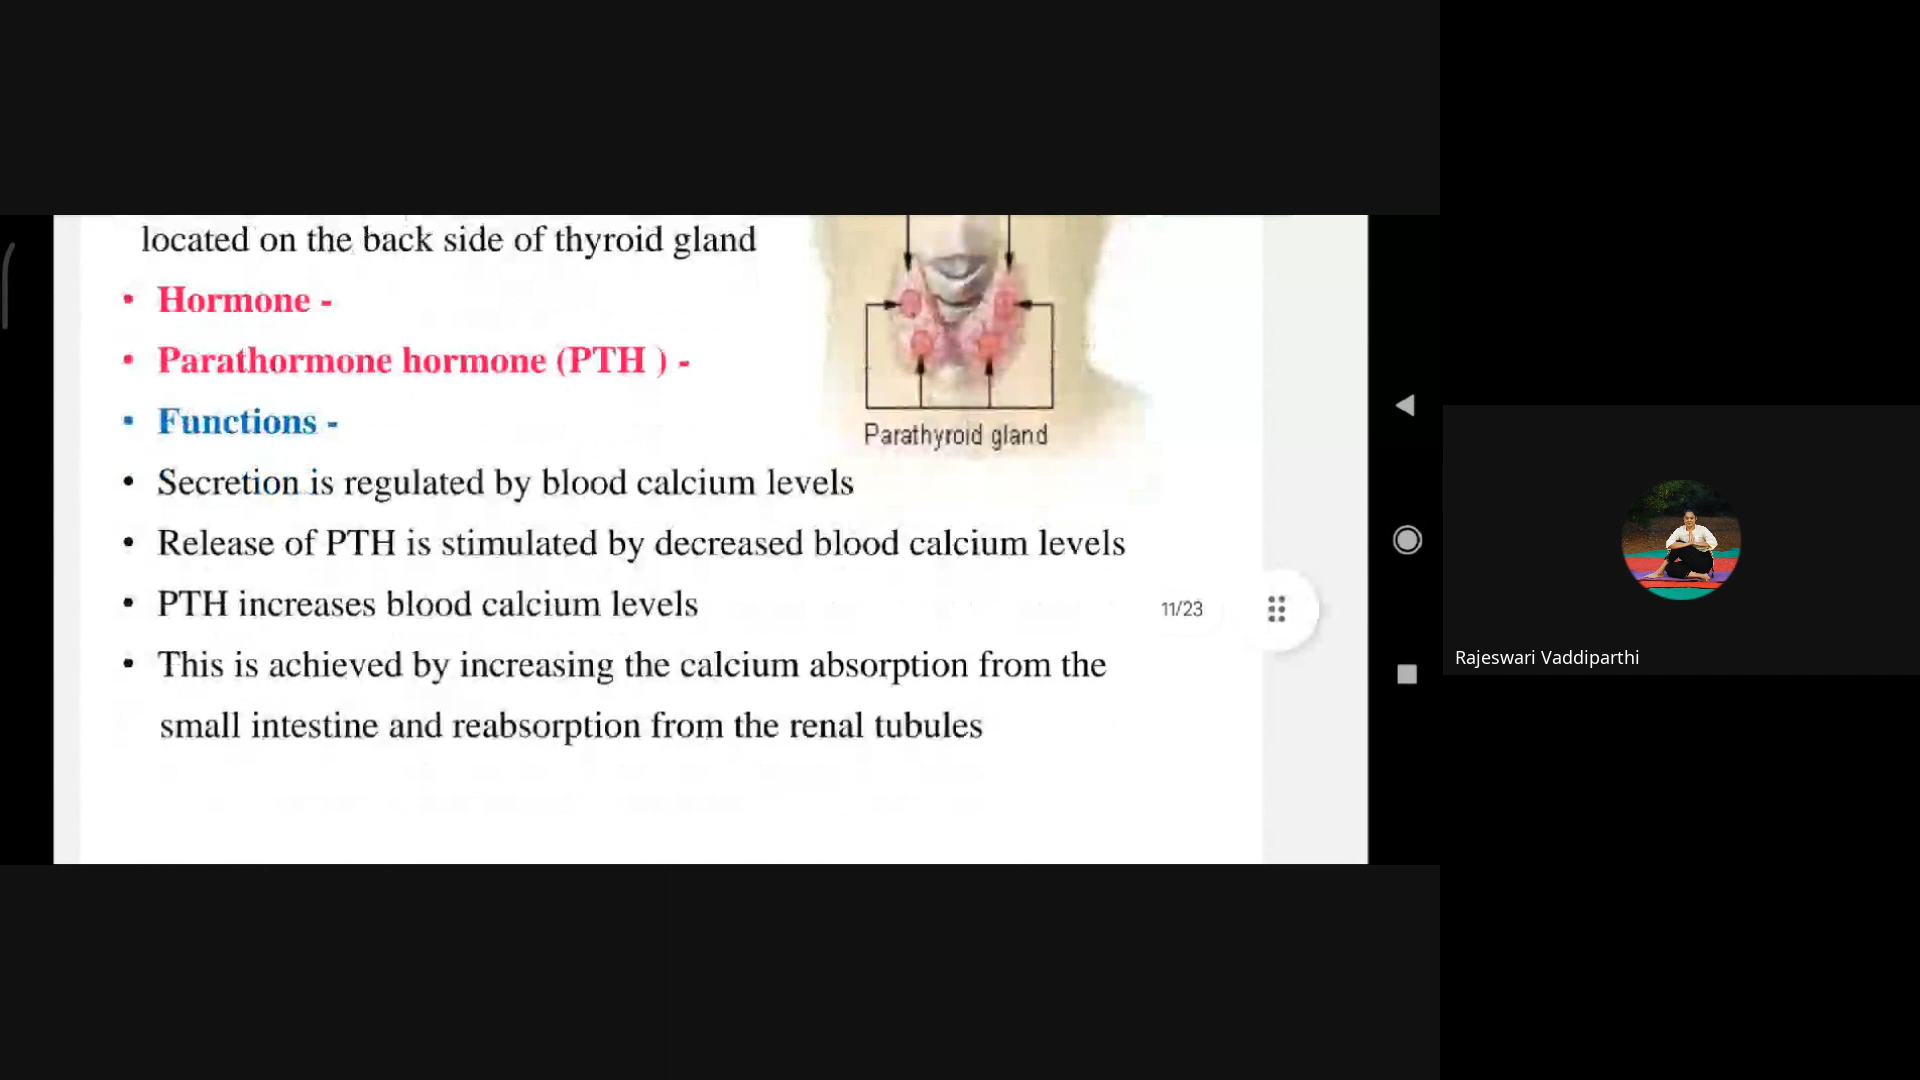 located on the back side of thyroid gland
• Hormone -
• Parathormone hormone (PTH ) -
• Functions -
Parathyroid gland
• Secretion is regulated by blood calcium levels
• Release of PTH is stimulated by decreased blood calcium levels
• PTH increases blood calcium levels
11/23
• This is achieved by increasing the calcium absorption from the
small intestine and reabsorption from the renal tubules
Rajeswari Vaddiparthi